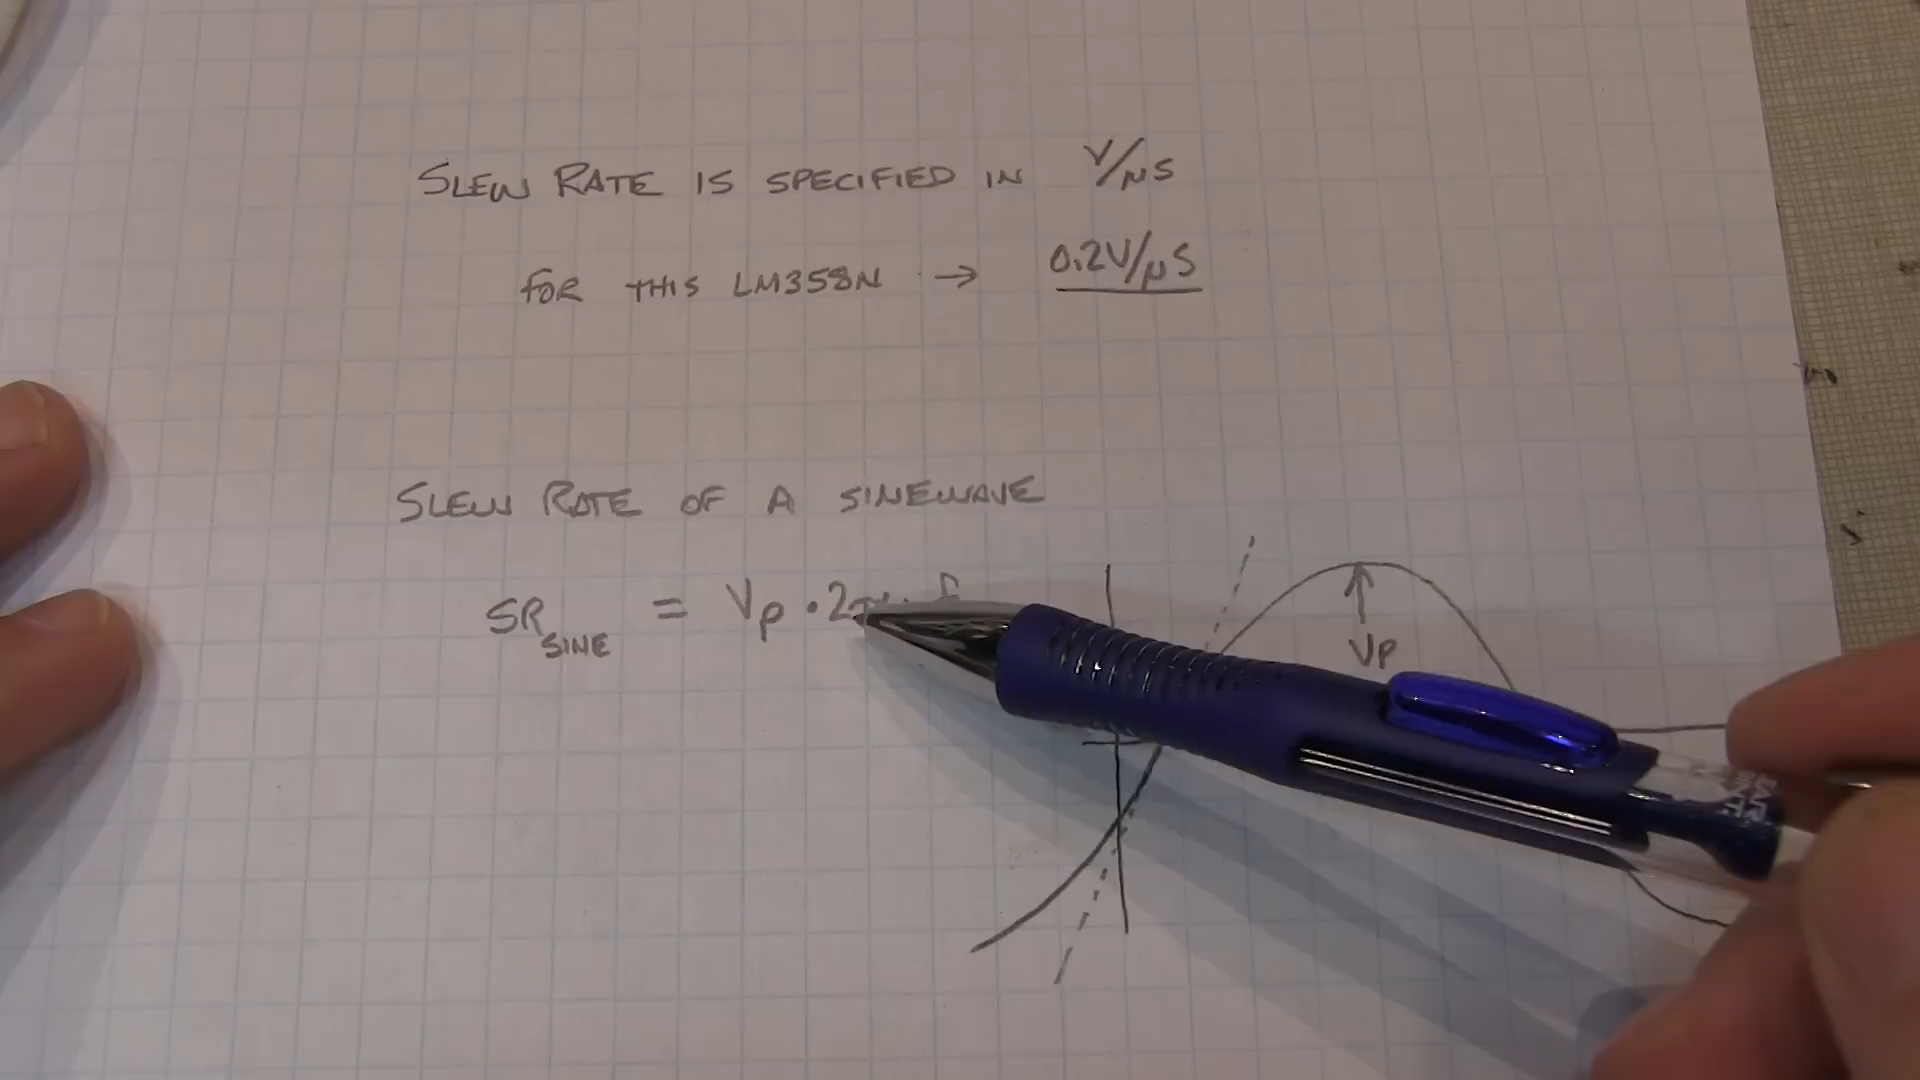 SLEW RATE IS SPECIFIED IN V/µS
FOR THIS LM358N → 0.2V/µS
SLEW RATE OF A SINEWAVE
SR SINE = Vp · 2π · f
Vp